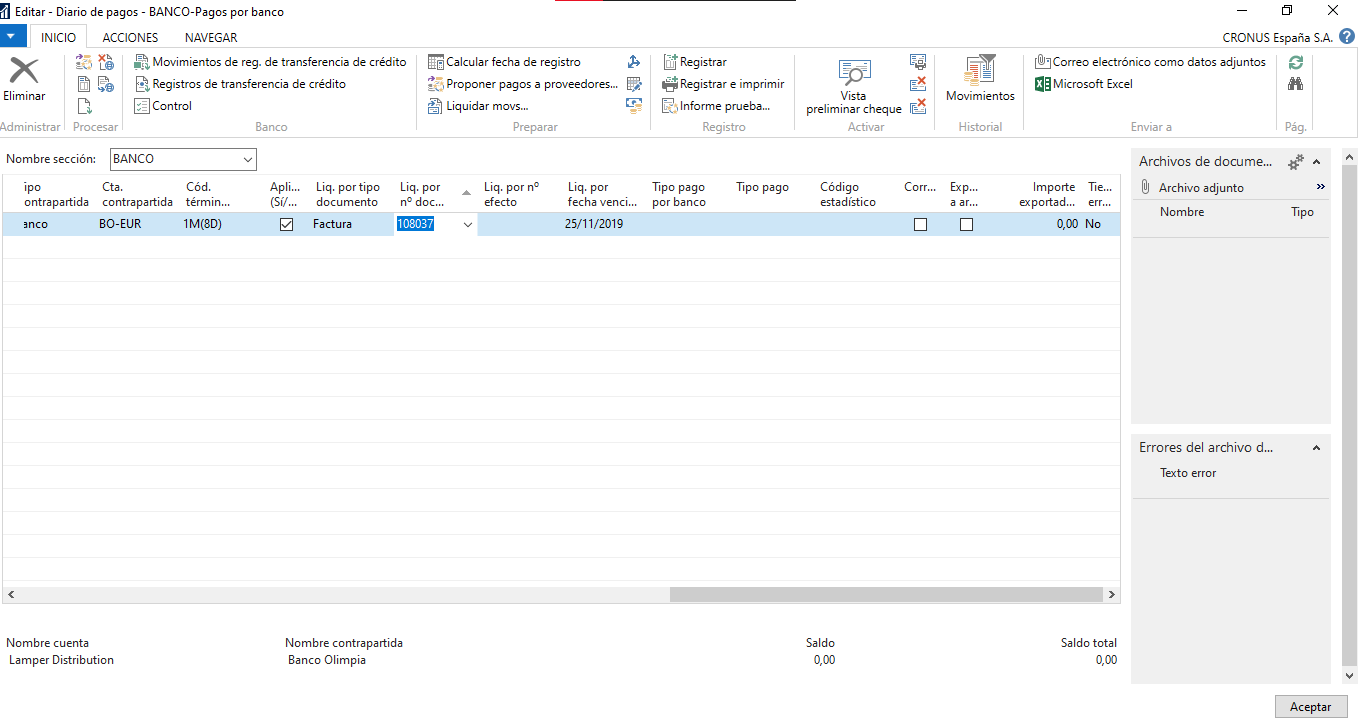 Editar - Diario de pagos - BANCO-Pagos por banco
INICIO ACCIONES NAVEGAR
CRONUS España S.A.
Eliminar
Administrar
Procesar
Movimientos de reg. de transferencia de crédito
Registros de transferencia de crédito
Control
Banco
Calcular fecha de registro
Proponer pagos a proveedores...
Liquidar movs...
Preparar
Registrar
Registrar e imprimir
Informe prueba...
Registro
Vista
preliminar cheque
Activar
Movimientos
Historial
Correo electrónico como datos adjuntos
Microsoft Excel
Enviar a
Pág.
Nombre sección: BANCO
ipo Cta. Cód. Apli... Liq. por tipo Liq. por Liq. por nº Liq. por Tipo pago Tipo pago Código Corr... Exp... Importe Tie...
ontrapartida contrapartida términ... (Sí/... documento nº doc... efecto fecha venci... por banco estadístico a ar... exportad... err...
anco BO-EUR 1M(8D) Factura 108037 25/11/2019 0,00 No
Archivos de docume...
Archivo adjunto »
Nombre Tipo
Errores del archivo d...
Texto error
Nombre cuenta Nombre contrapartida Saldo Saldo total
Lamper Distribution Banco Olimpia 0,00 0,00
Aceptar